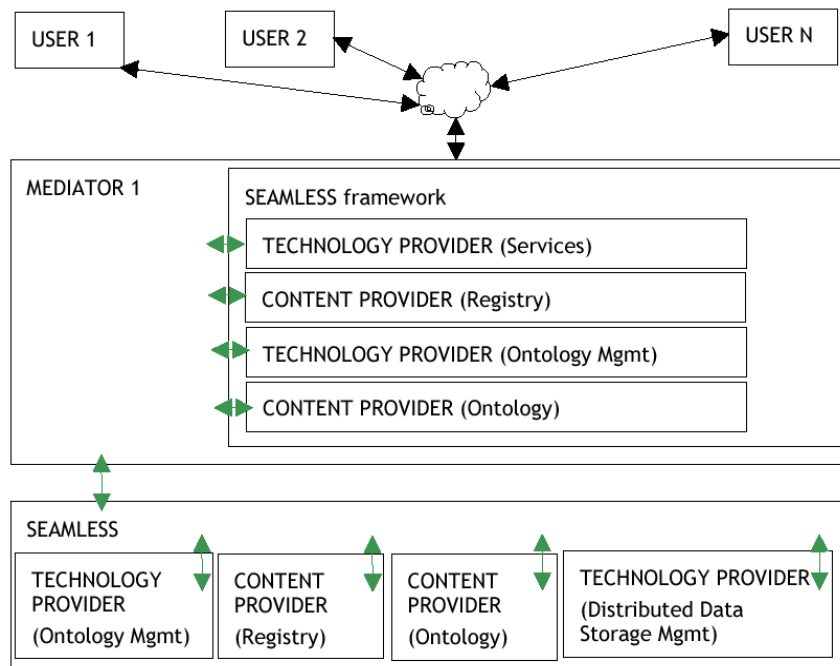 USER 1
USER 2
USER N
MEDIATOR 1
SEAMLESS framework
TECHNOLOGY PROVIDER (Services)
CONTENT PROVIDER (Registry)
TECHNOLOGY PROVIDER (Ontology Mgmt)
CONTENT PROVIDER (Ontology)
SEAMLESS
TECHNOLOGY
PROVIDER
(Ontology Mgmt)
CONTENT
PROVIDER
(Registry)
CONTENT
PROVIDER
(Ontology)
TECHNOLOGY PROVIDER
(Distributed Data
Storage Mgmt)